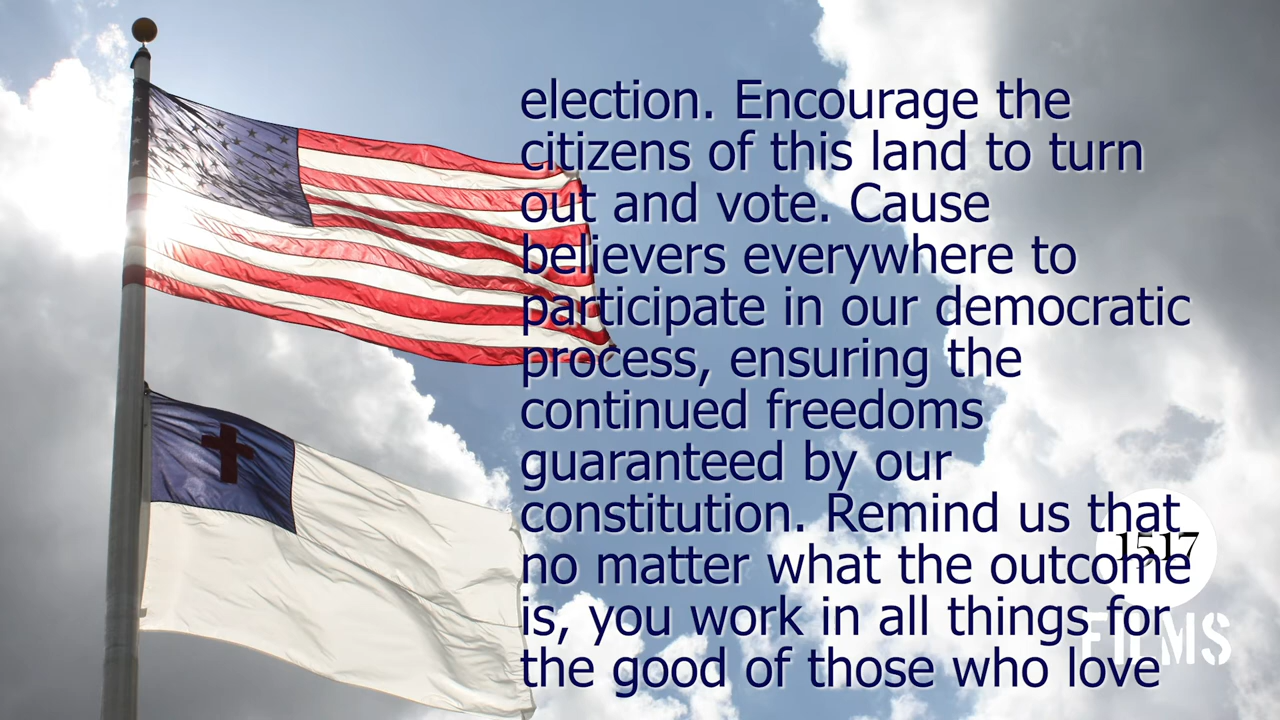 election. Encourage the
citizens of this land to turn
out and vote. Cause
believers everywhere to
participate in our democratic
process, ensuring the
continued freedoms
guaranteed by our
constitution. Remind us that
no matter what the outcome
is, you work in all things for
the good of those who love
1517
FILMS